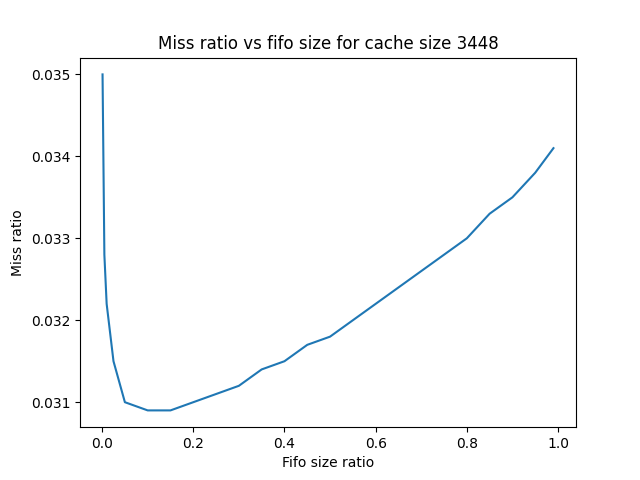 Miss ratio vs fifo size for cache size 3448
0.035
0.034
0.033
0.032
0.031
Miss ratio
0.0 0.2 0.4 0.6 0.8 1.0
Fifo size ratio